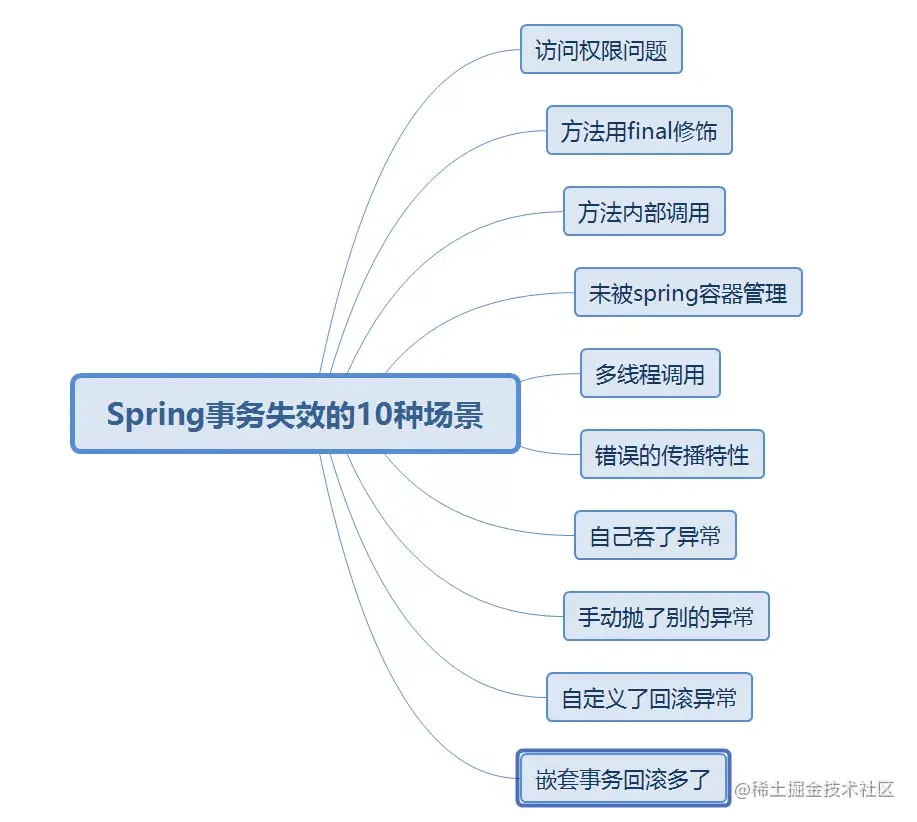 访问权限问题
方法用final修饰
方法内部调用
未被spring容器管理
多线程调用
Spring事务失效的10种场景
错误的传播特性
自己吞了异常
手动抛了别的异常
自定义了回滚异常
嵌套事务回滚多了
@稀土掘金技术社区